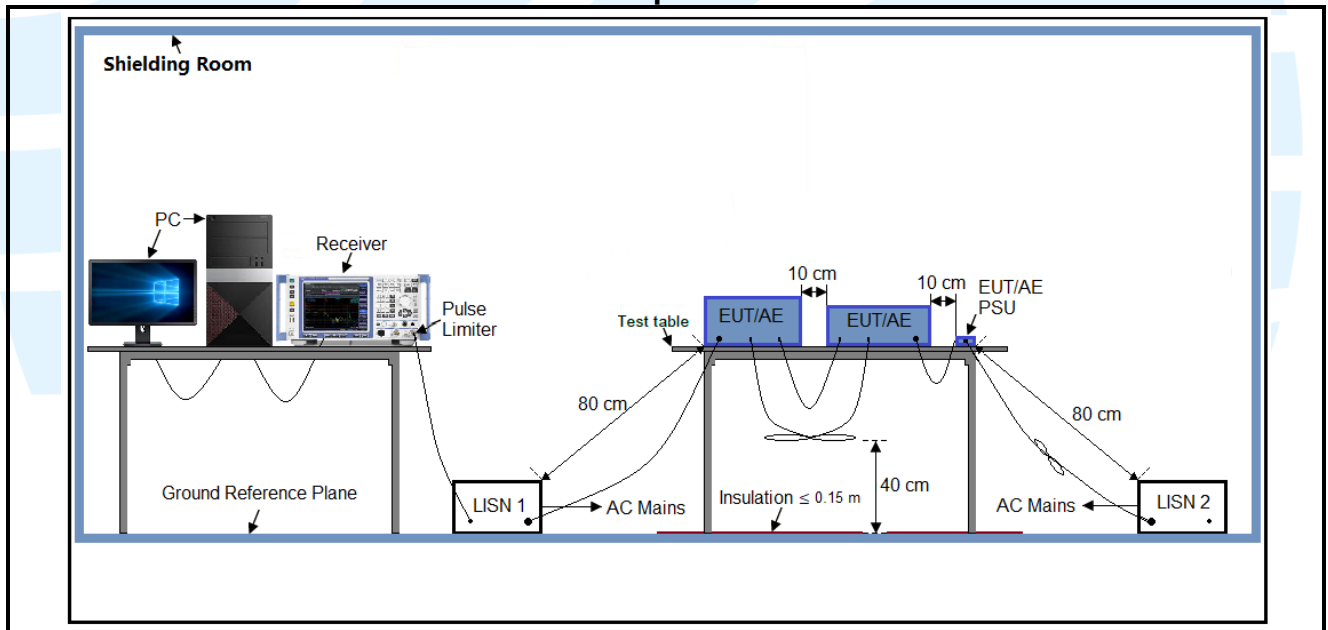 Shielding Room
PC
Receiver
Pulse
Limiter
10 cm
10 cm
EUT/AE
PSU
Test table
EUT/AE
EUT/AE
80 cm
80 cm
40 cm
Ground Reference Plane
LISN 1
AC Mains
Insulation ≤ 0.15 m
AC Mains
LISN 2